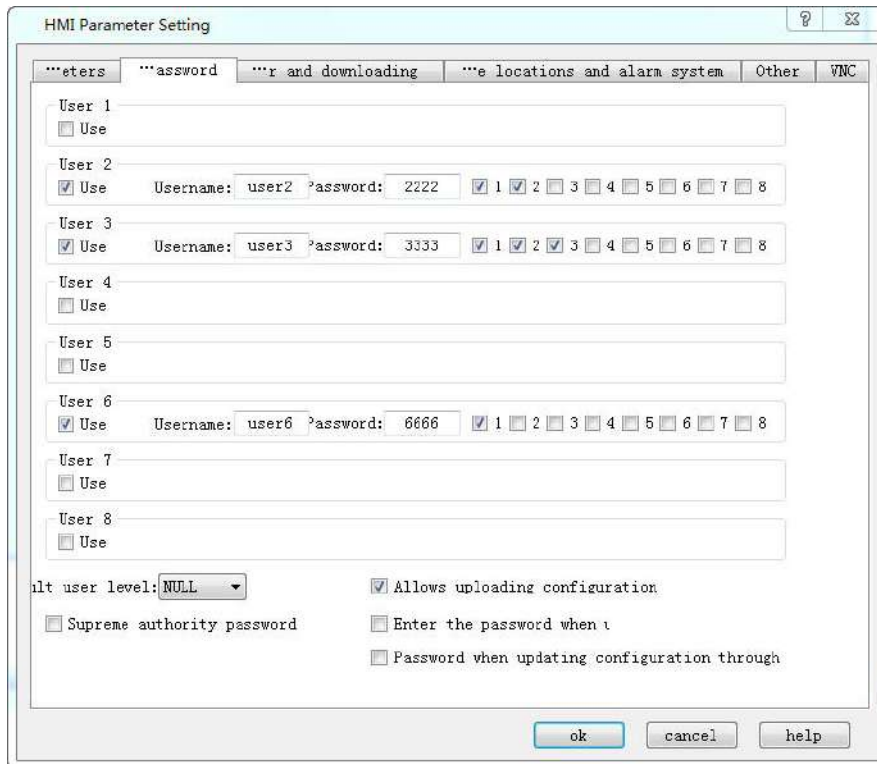 HMI Parameter Setting
…eters …assword …r and downloading …e locations and alarm system Other VNC
User 1
Use
User 2
Use Username: user2 Password: 2222 1 2 3 4 5 6 7 8
User 3
Use Username: user3 Password: 3333 1 2 3 4 5 6 7 8
User 4
Use
User 5
Use
User 6
Use Username: user6 Password: 6666 1 2 3 4 5 6 7 8
User 7
Use
User 8
Use
ult user level: NULL Allows uploading configuration
Supreme authority password Enter the password when
Password when updating configuration through
ok cancel help